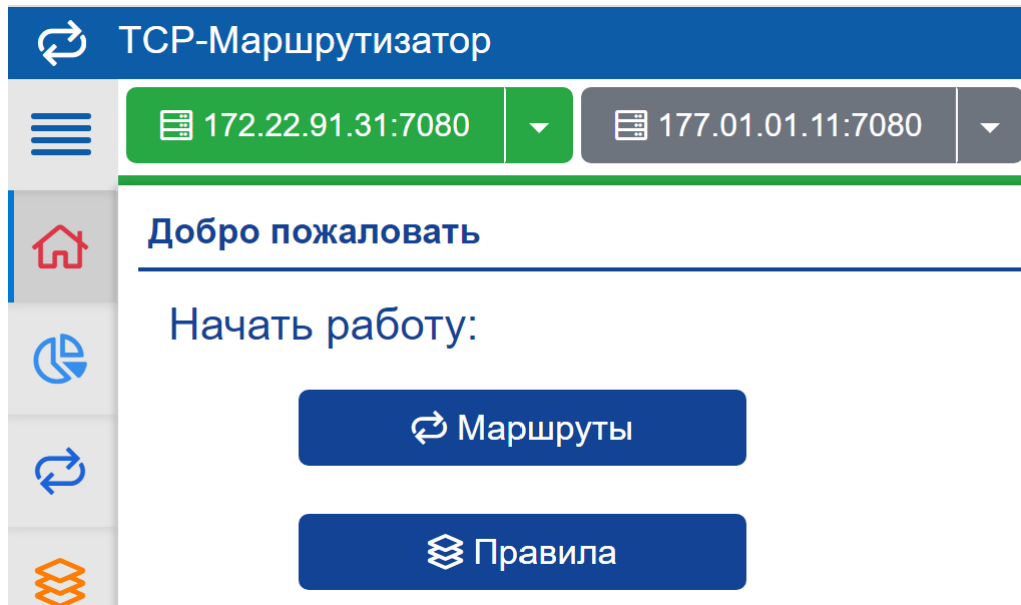 TCP-Маршрутизатор
172.22.91.31:7080 177.01.01.11:7080
Добро пожаловать
Начать работу:
Маршруты
Правила